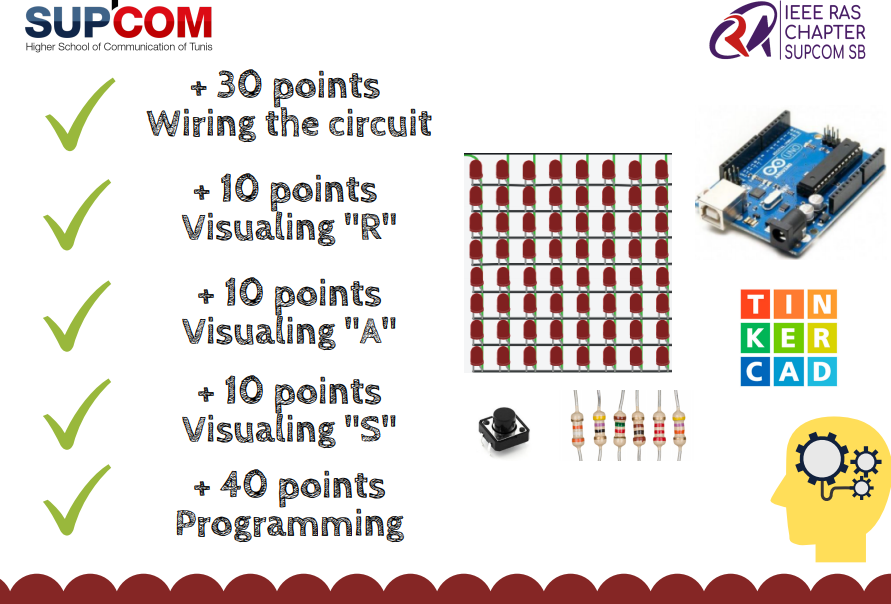 SUP'COM
Higher School of Communication of Tunis
IEEE RAS
CHAPTER
SUPCOM SB
+ 30 points
Wiring the circuit
+ 10 points
Visualing "R"
+ 10 points
Visualing "A"
+ 10 points
Visualing "S"
+ 40 points
Programming
UNO
TIN
KER
CAD